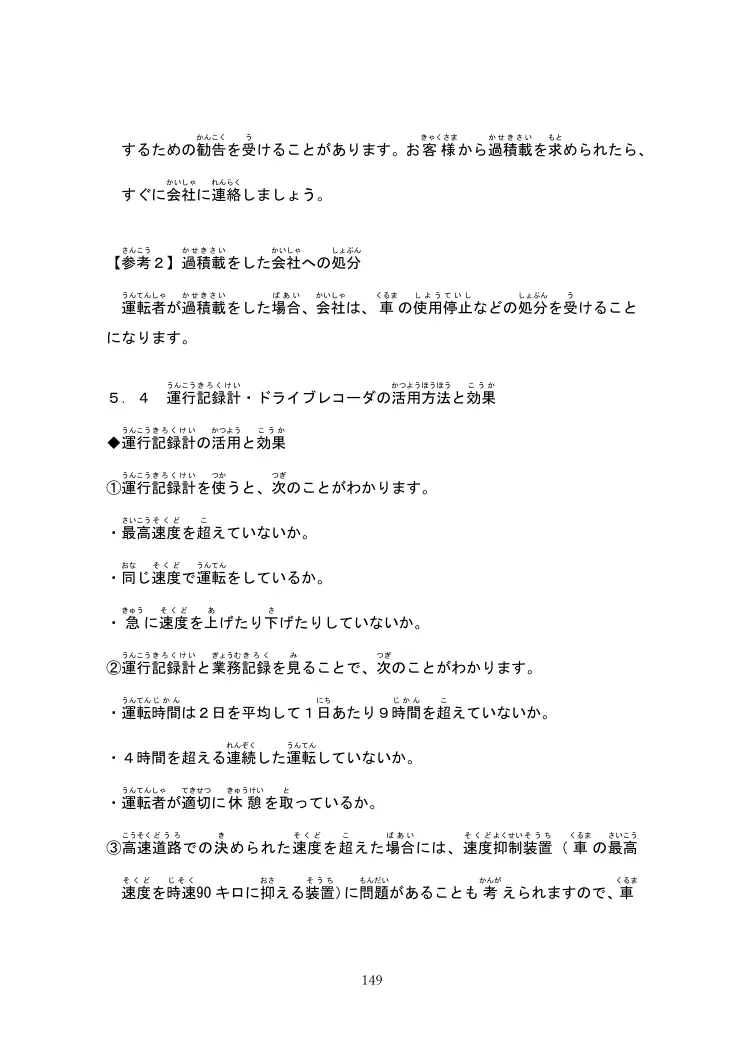 するための勧告を受けることがあります。お客様から過積載を求められたら、
すぐに会社に連絡しましょう。
【参考２】過積載をした会社への処分
運転者が過積載をした場合、会社は、車の使用停止などの処分を受けること
になります。
５．４　運行記録計・ドライブレコーダの活用方法と効果
◆運行記録計の活用と効果
①運行記録計を使うと、次のことがわかります。
・最高速度を超えていないか。
・同じ速度で運転をしているか。
・急に速度を上げたり下げたりしていないか。
②運行記録計と業務記録を見ることで、次のことがわかります。
・運転時間は２日を平均して１日あたり９時間を超えていないか。
・４時間を超える連続した運転していないか。
・運転者が適切に休憩を取っているか。
③高速道路での決められた速度を超えた場合には、速度抑制装置（車の最高
速度を時速90キロに抑える装置）に問題があることも考えられますので、車
149